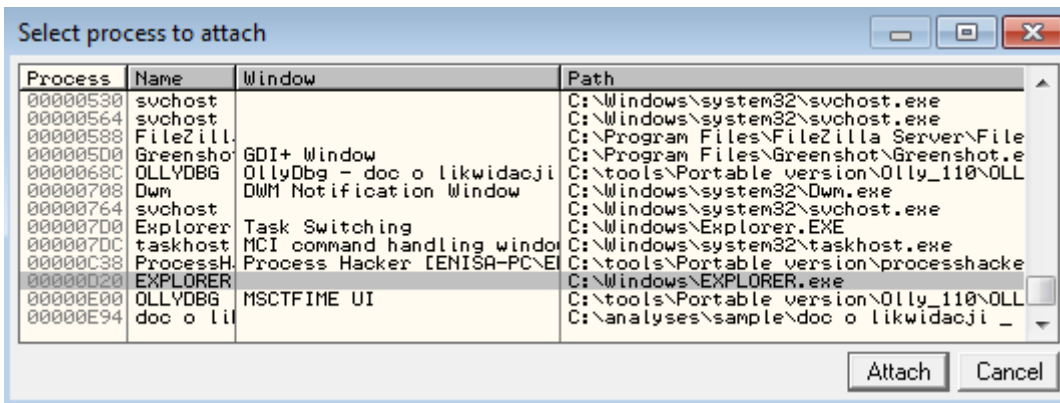 Select process to attach
Process Name Window Path
00000530 svchost C:\Windows\system32\svchost.exe
00000564 svchost C:\Windows\system32\svchost.exe
00000588 FileZill. C:\Program Files\FileZilla Server\File
000005D0 Greenshot GDI+ Window C:\Program Files\Greenshot\Greenshot.e
0000068C OLLYDBG OllyDbg - doc o likwidacji C:\tools\Portable version\Olly_110\OLL
00000708 Dwm DWM Notification Window C:\Windows\system32\Dwm.exe
00000764 svchost C:\Windows\system32\svchost.exe
000007D0 Explorer Task Switching C:\Windows\Explorer.EXE
000007DC taskhost MCI command handling windo C:\Windows\system32\taskhost.exe
00000C38 ProcessH. Process Hacker [ENISA-PC\E C:\tools\Portable version\processhacke
00000D20 EXPLORER C:\Windows\EXPLORER.exe
00000E00 OLLYDBG MSCTFIME UI C:\tools\Portable version\Olly_110\OLL
00000E94 doc o lil C:\analyses\sample\doc o likwidacji _
Attach Cancel